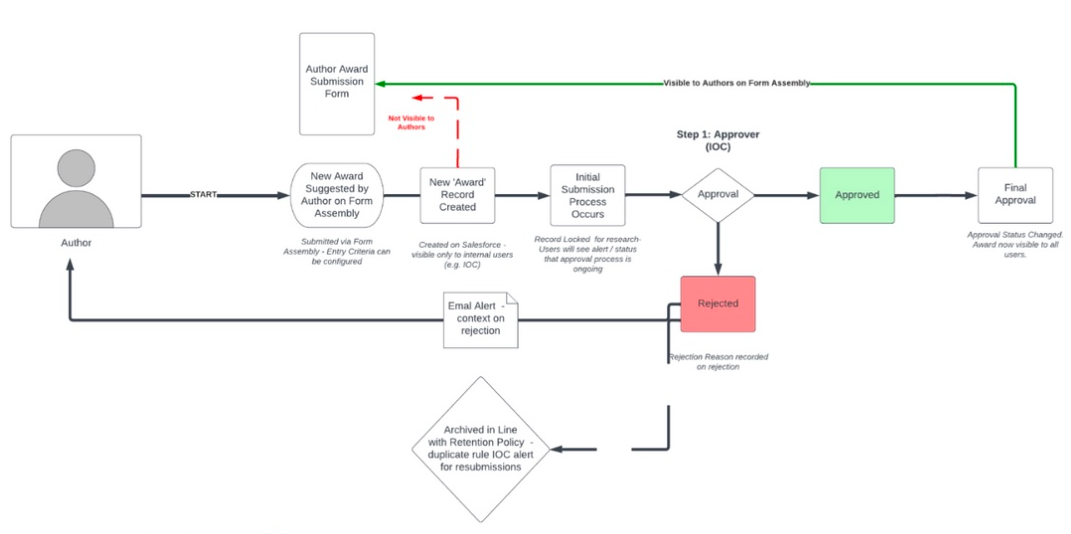 Author Award
Submission
Form
Visible to Authors on Form Assembly
Not Visible to
Authors
Step 1: Approver
(IOC)
Author
START
New Award
Suggested by
Author on Form
Assembly
Submitted via Form
Assembly - Entry Criteria can
be configured
New 'Award'
Record
Created
Created on Salesforce -
visible only to internal users
(e.g. IOC)
Initial
Submission
Process
Occurs
Record Locked for research-
Users will see alert / status
that approval process is
ongoing
Approval
Approved
Final
Approval
Approval Status Changed.
Award now visible to all
users.
Rejected
Rejection Reason recorded
on rejection
Emal Alert -
context on
rejection
Archived in Line
with Retention Policy -
duplicate rule IOC alert
for resubmissions